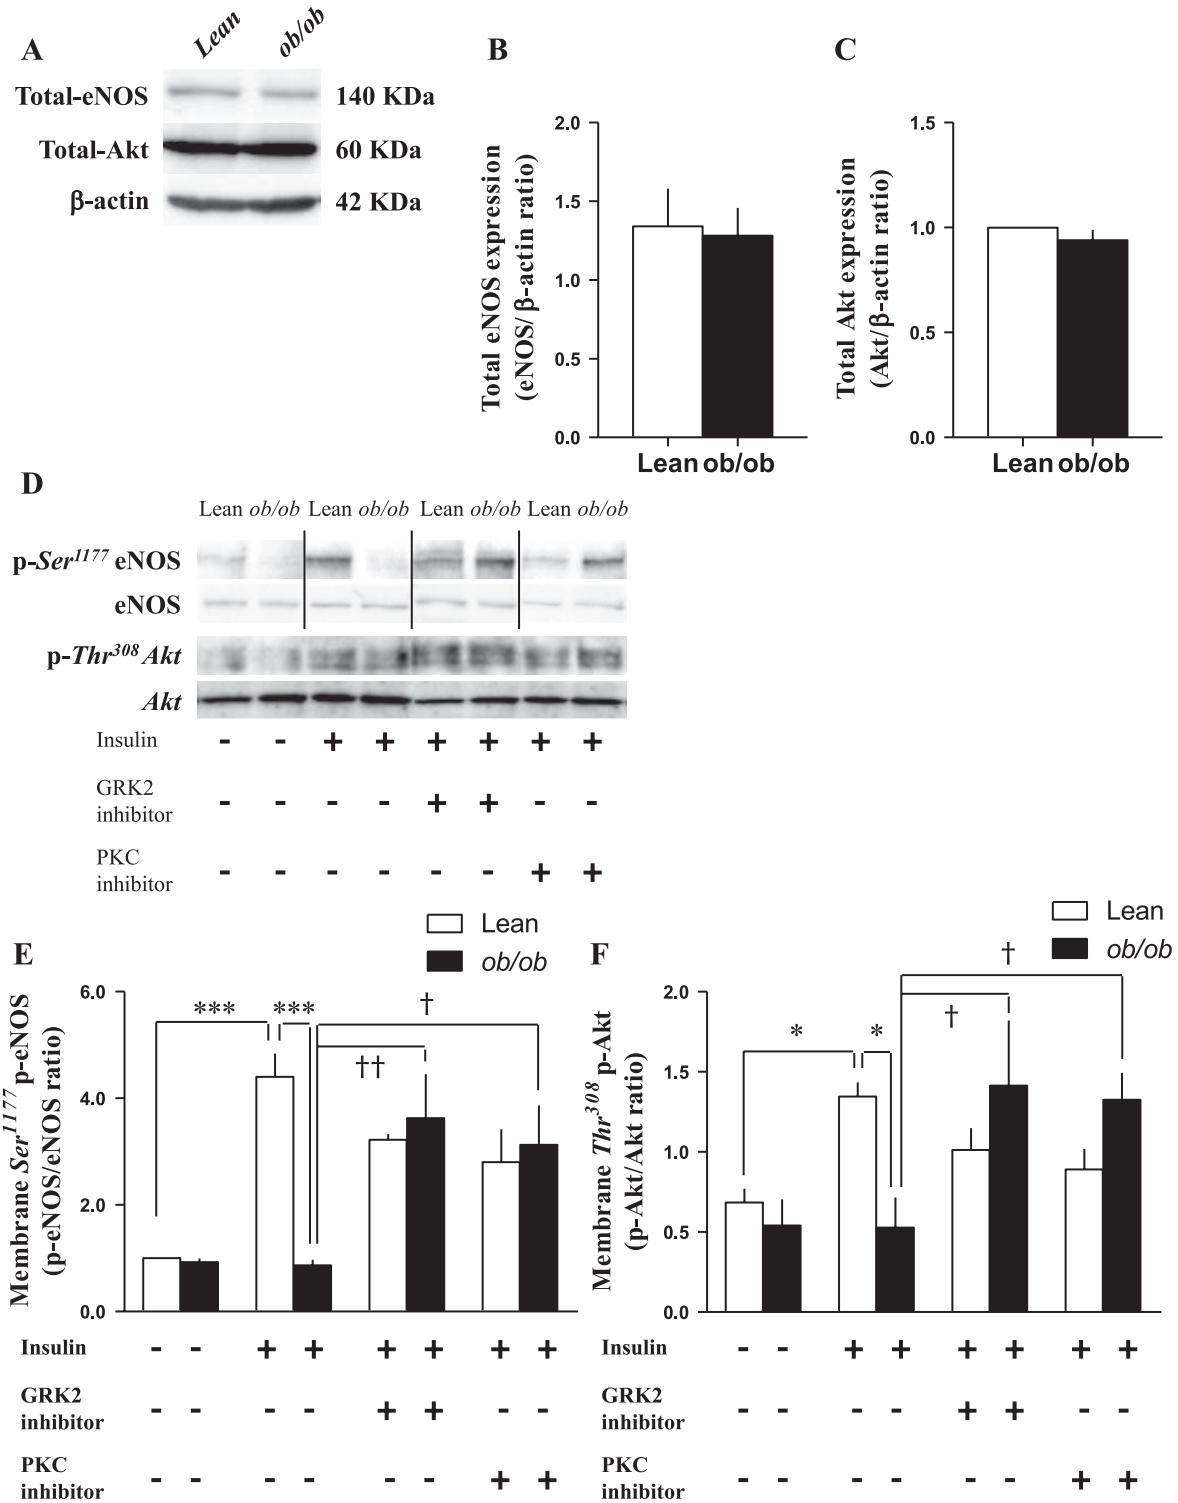 A
Lean ob/ob
Total-eNOS 140 KDa
Total-Akt 60 KDa
β-actin 42 KDa
B
Total eNOS expression
(eNOS/ β-actin ratio)
2.0
1.5
1.0
0.5
0.0
Lean ob/ob
C
Total Akt expression
(Akt/β-actin ratio)
1.5
1.0
0.5
0.0
Lean ob/ob
D
Lean ob/ob Lean ob/ob Lean ob/ob Lean ob/ob
p-Ser¹¹⁷⁷ eNOS
eNOS
p-Thr³⁰⁸ Akt
Akt
Insulin - - + + + + + +
GRK2
inhibitor - - - - + + - -
PKC
inhibitor - - - - - - + +
E
Lean
ob/ob
Membrane Ser¹¹⁷⁷ p-eNOS
(p-eNOS/eNOS ratio)
6.0
4.0
2.0
0.0
*** *** † ††
Insulin - - + + + + + +
GRK2
inhibitor - - - - + + - -
PKC
inhibitor - - - - - - + +
F
Lean
ob/ob
Membrane Thr³⁰⁸ p-Akt
(p-Akt/Akt ratio)
2.0
1.5
1.0
0.5
0.0
* * † †
Insulin - - + + + + + +
GRK2
inhibitor - - - - + + - -
PKC
inhibitor - - - - - - + +